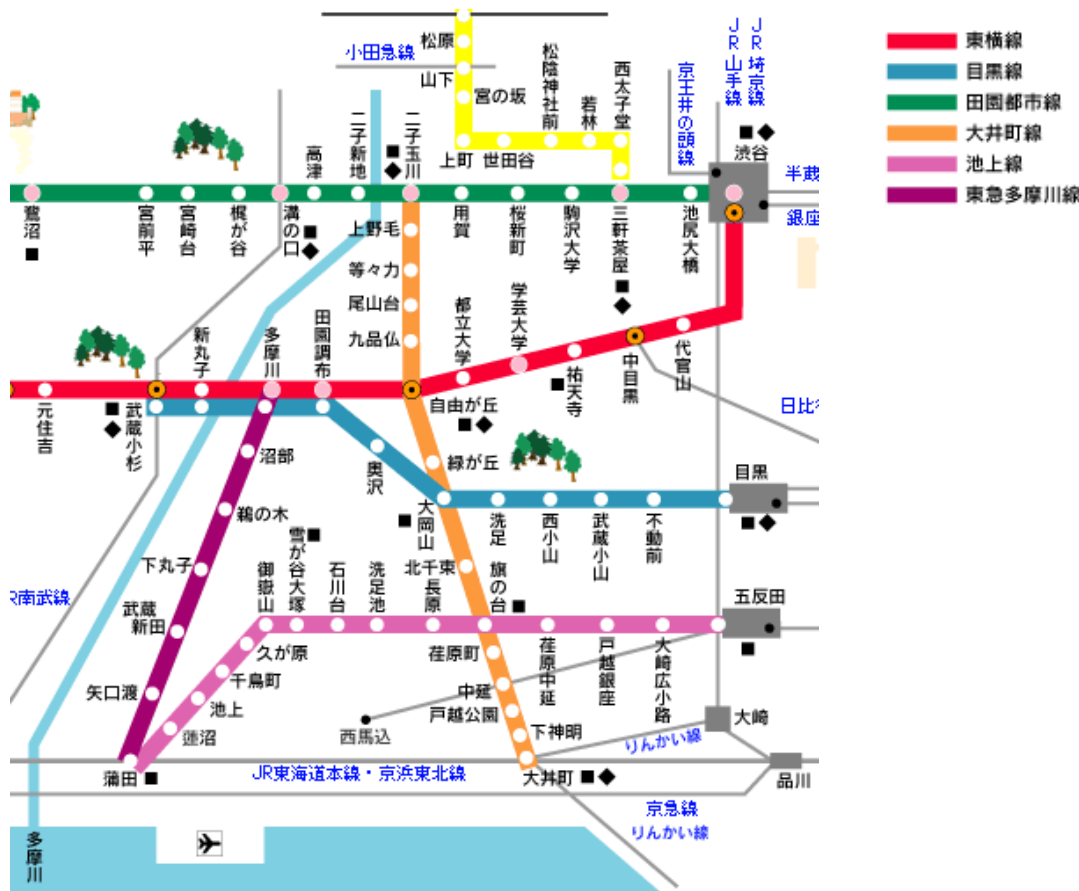 松原
小田急線
山下
宮の坂
松陰神社前
若林
西太子堂
京王井の頭線
JR山手線
JR埼京線
渋谷
上町
世田谷
二子新地
二子玉川
高津
半蔵
銀座
鷺沼
宮前平
宮崎台
梶が谷
溝の口
用賀
桜新町
駒沢大学
三軒茶屋
池尻大橋
上野毛
等々力
尾山台
九品仏
新丸子
多摩川
田園調布
都立大学
学芸大学
祐天寺
中目黒
代官山
元住吉
武蔵小杉
自由が丘
日比谷
沼部
奥沢
緑が丘
目黒
大岡山
洗足
西小山
武蔵小山
不動前
鵜の木
下丸子
雪が谷大塚
御嶽山
石川台
洗足池
北千束
長原
旗の台
五反田
JR南武線
武蔵新田
久が原
荏原町
荏原中延
戸越銀座
大崎広小路
千鳥町
中延
矢口渡
池上
戸越公園
蓮沼
西馬込
下神明
大崎
りんかい線
蒲田
JR東海道本線・京浜東北線
大井町
品川
京急線
りんかい線
多摩川
東横線
目黒線
田園都市線
大井町線
池上線
東急多摩川線